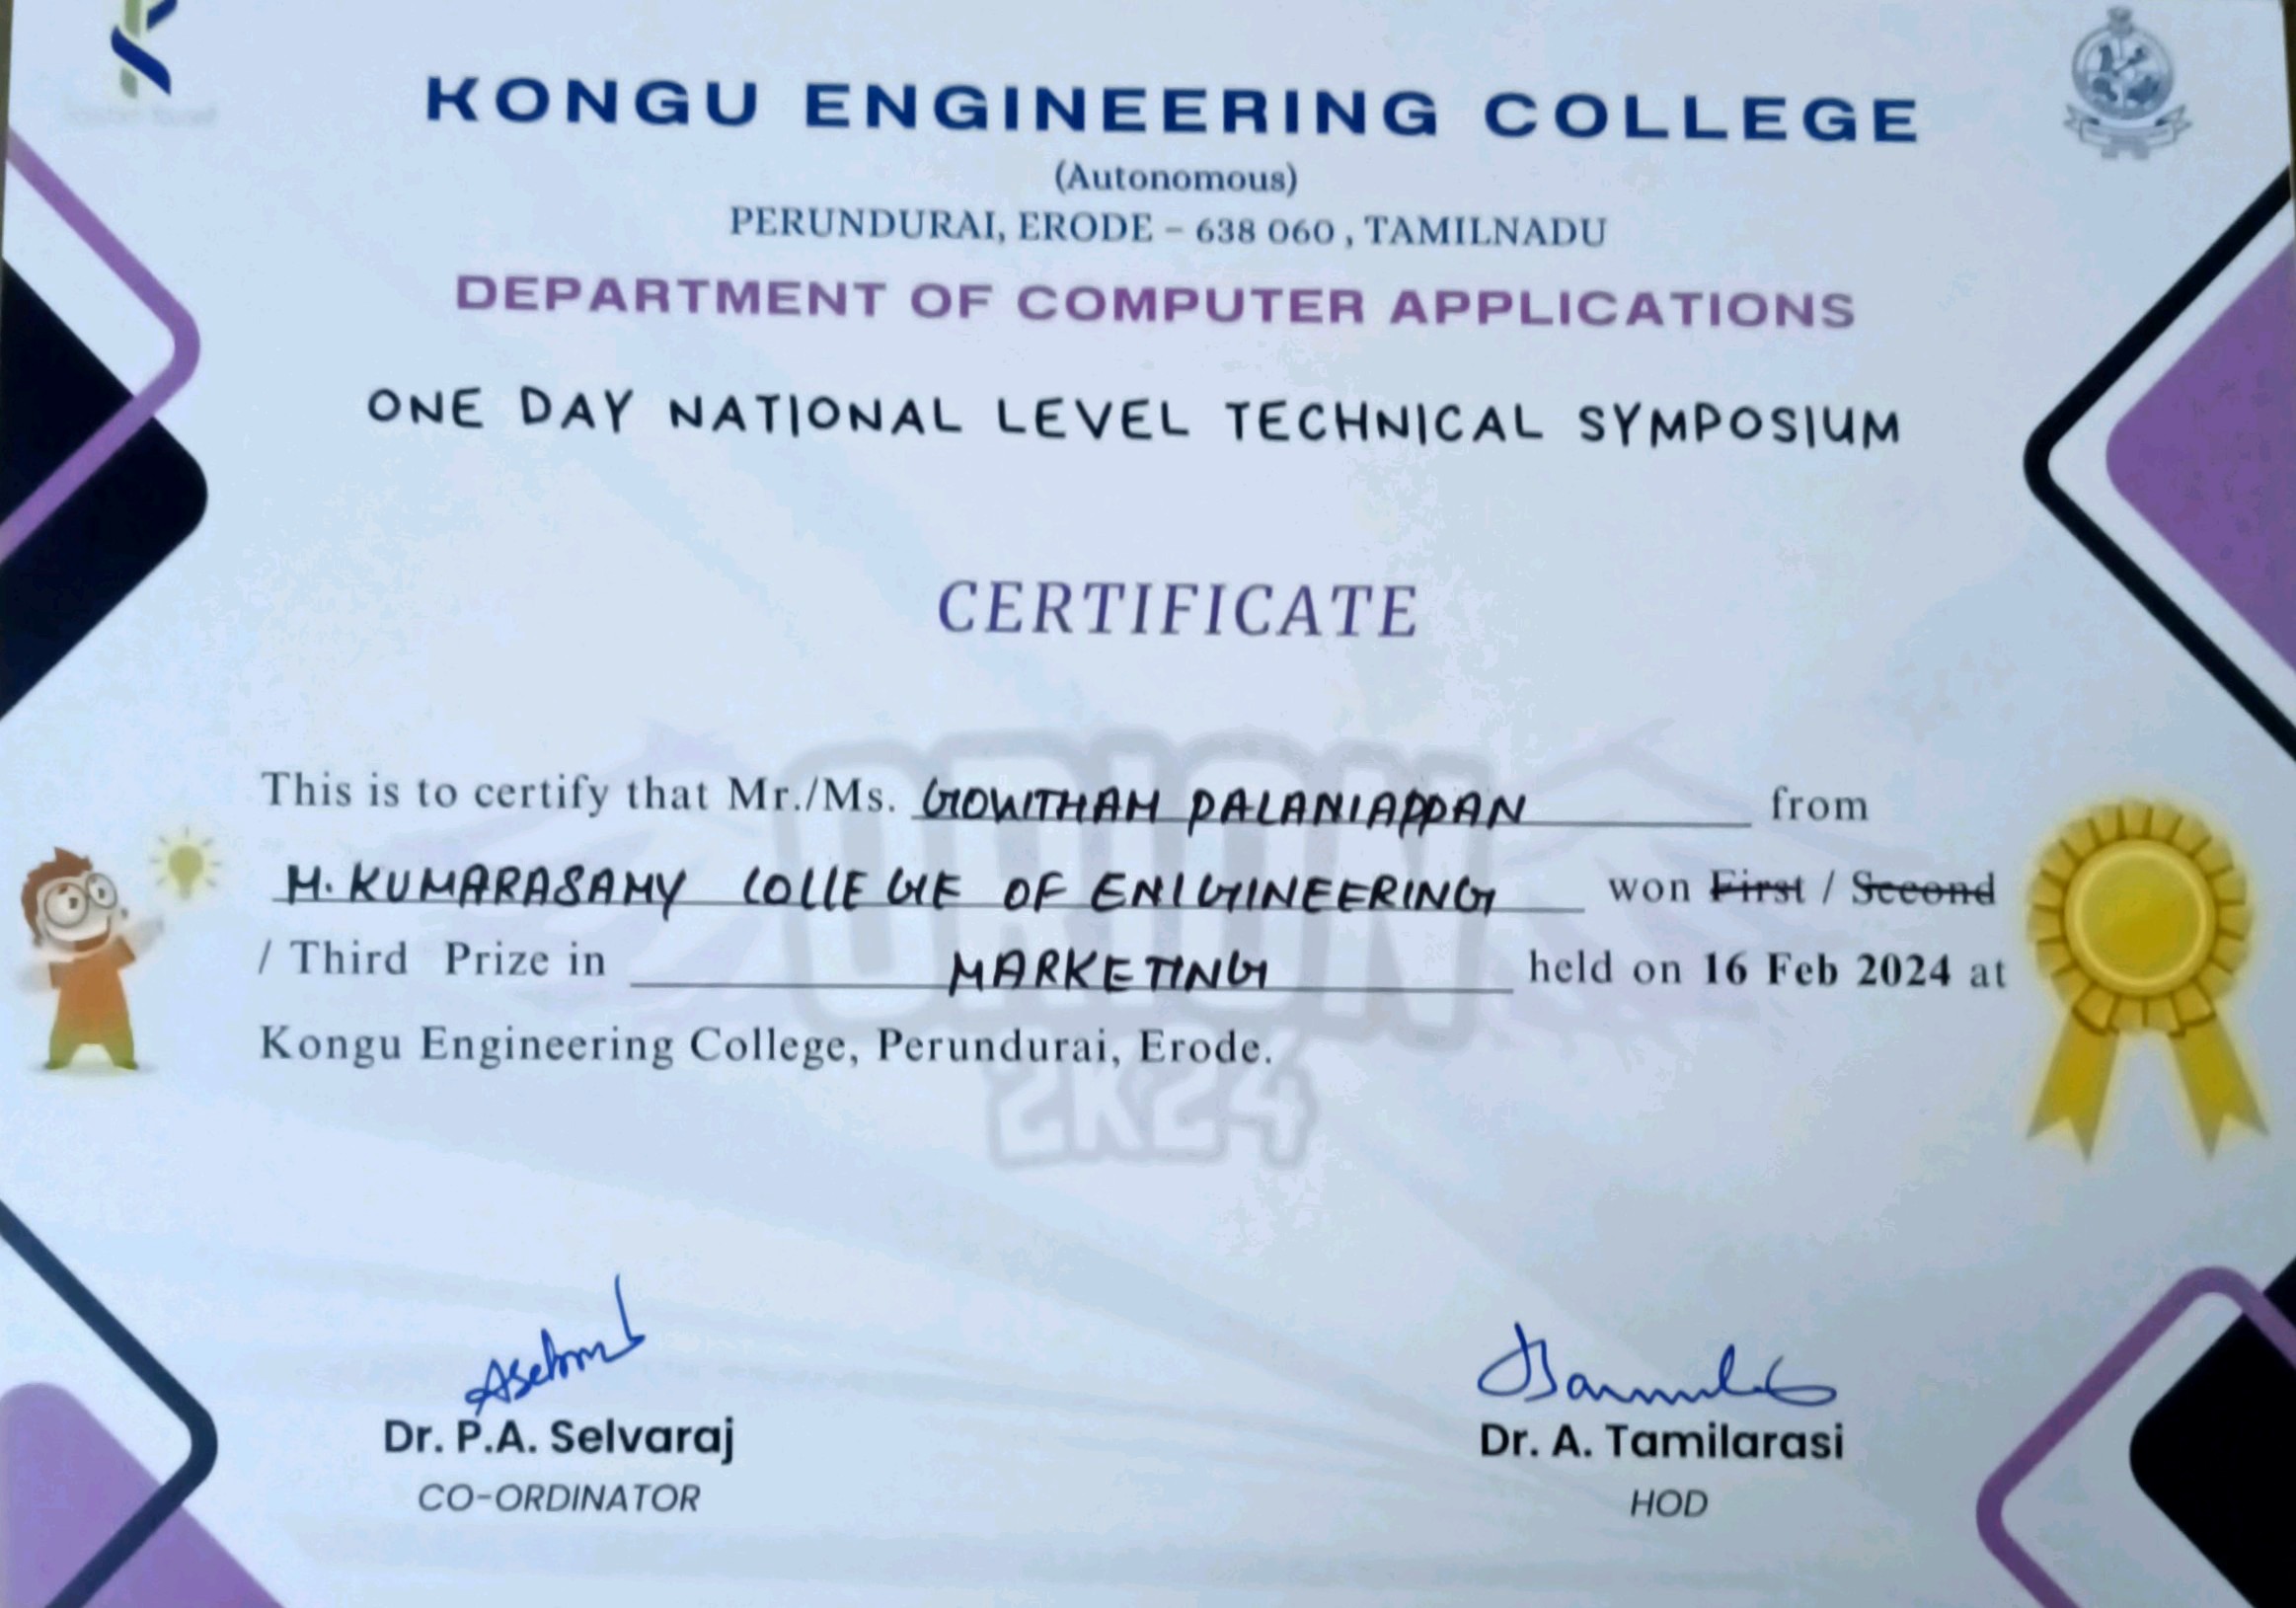 KONGU ENGINEERING COLLEGE
(Autonomous)
PERUNDURAI, ERODE – 638 060 , TAMILNADU
DEPARTMENT OF COMPUTER APPLICATIONS
ONE DAY NATIONAL LEVEL TECHNICAL SYMPOSIUM
CERTIFICATE
This is to certify that Mr./Ms. GOWTHAM PALANIAPPAN from
M. KUMARASAMY COLLEGE OF ENGINEERING won First / Second
/ Third Prize in MARKETING held on 16 Feb 2024 at
Kongu Engineering College, Perundurai, Erode.
ORION
2K24
Dr. P.A. Selvaraj
CO-ORDINATOR
Dr. A. Tamilarasi
HOD